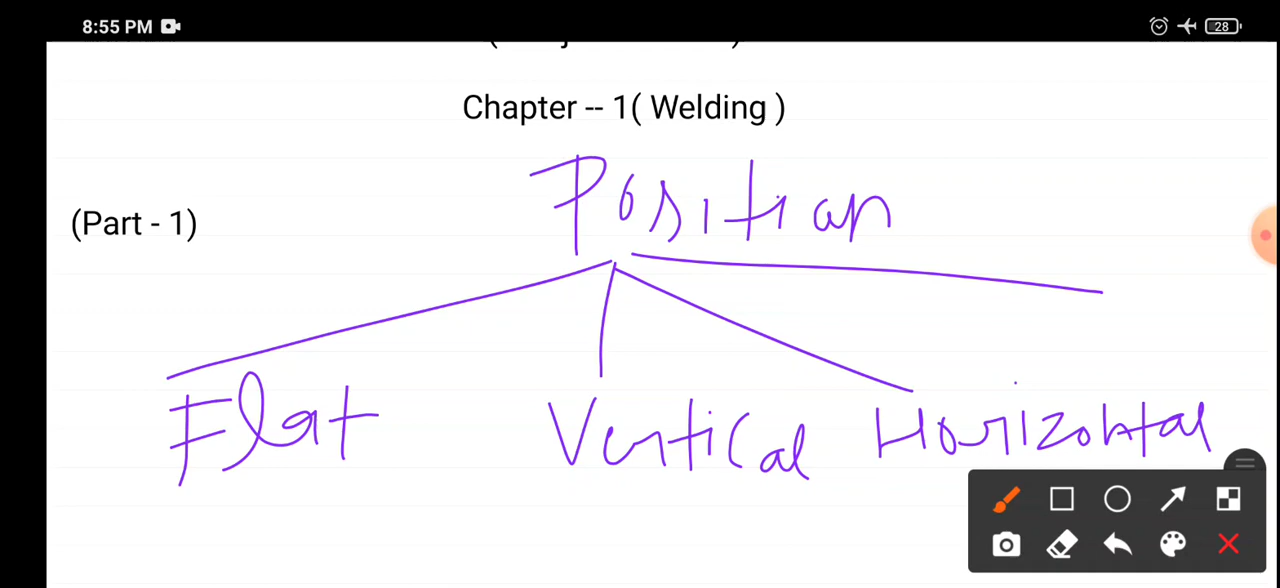 8:55 PM
28
Chapter -- 1( Welding )
Position
(Part - 1)
Flat Vertical Horizontal